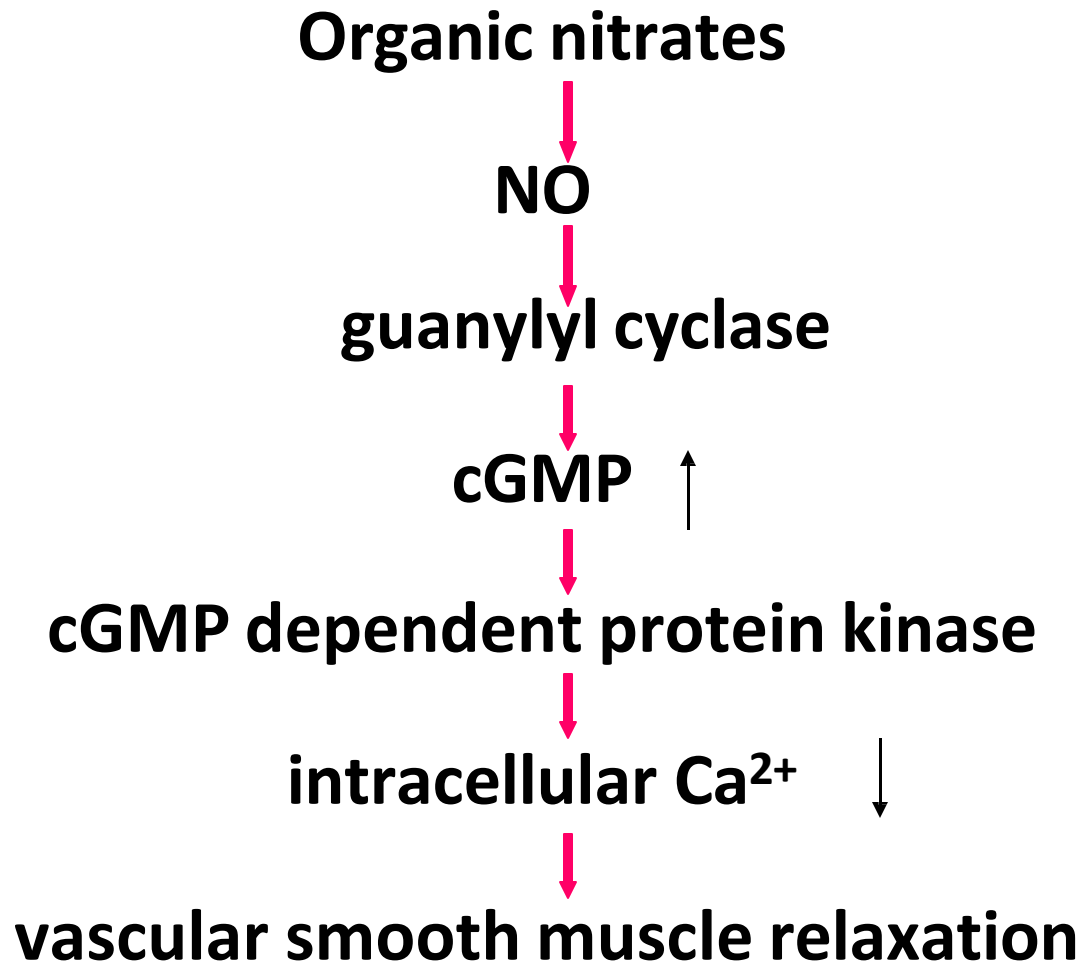 Organic nitrates
NO
guanylyl cyclase
cGMP
cGMP dependent protein kinase
intracellular Ca²⁺
vascular smooth muscle relaxation